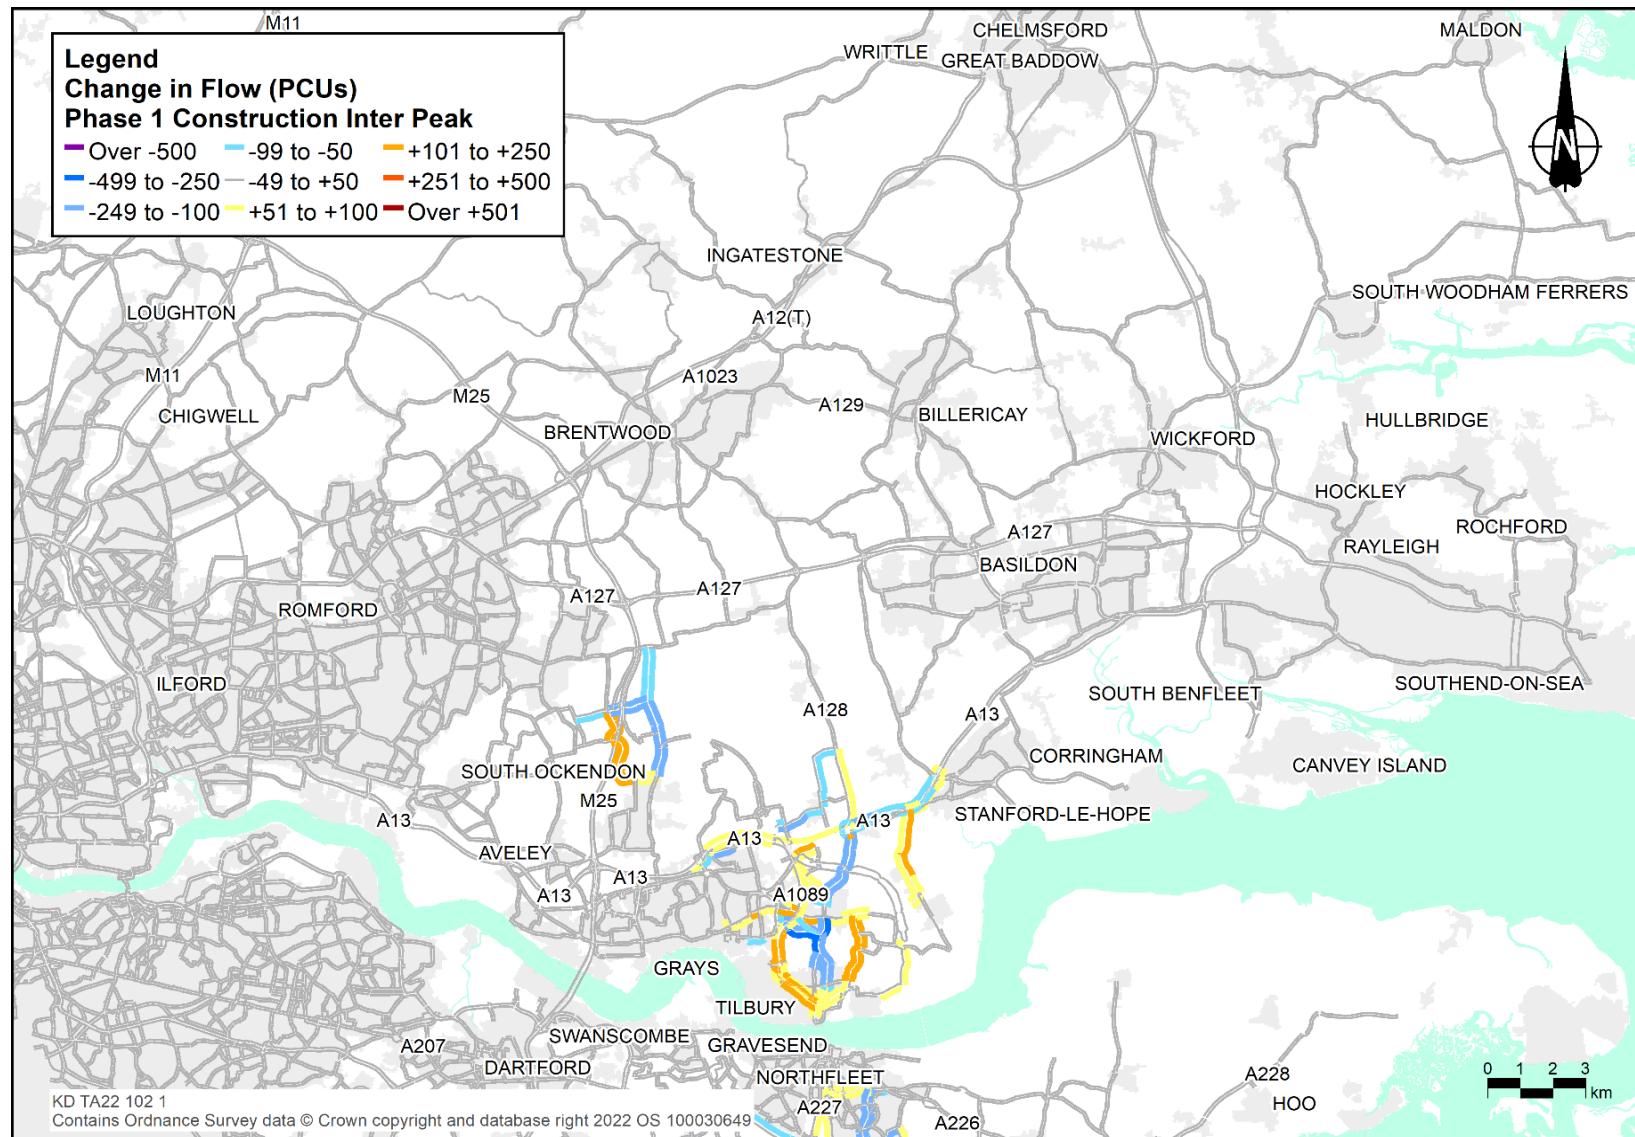 M11
CHELMSFORD
MALDON
WRITTLE
GREAT BADDOW
Legend
Change in Flow (PCUs)
Phase 1 Construction Inter Peak
Over -500 -99 to -50 +101 to +250
-499 to -250 -49 to +50 +251 to +500
-249 to -100 +51 to +100 Over +501
N
INGATESTONE
SOUTH WOODHAM FERRERS
LOUGHTON
A12(T)
M11
A1023
M25
A129
CHIGWELL
BILLERICAY
HULLBRIDGE
BRENTWOOD
WICKFORD
HOCKLEY
ROCHFORD
A127
RAYLEIGH
BASILDON
A127
A127
ROMFORD
ILFORD
SOUTH BENFLEET
SOUTHEND-ON-SEA
A128
A13
CORRINGHAM
CANVEY ISLAND
SOUTH OCKENDON
M25
STANFORD-LE-HOPE
A13
A13
A13
AVELEY
A13
A13
A1089
GRAYS
TILBURY
SWANSCOMBE
A207
GRAVESEND
DARTFORD
NORTHFLEET
A228
A227
HOO
A226
0 1 2 3
km
KD TA22 102 1
Contains Ordnance Survey data © Crown copyright and database right 2022 OS 100030649